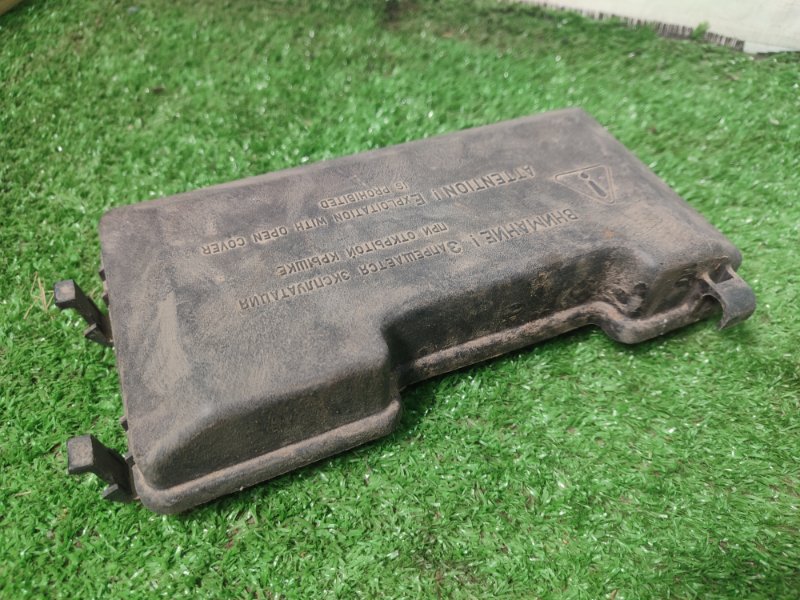 ВНИМАНИЕ! ЗАПРЕЩАЕТСЯ ЭКСПЛУАТАЦИЯ
ПРИ ОТКРЫТОЙ КРЫШКЕ
ATTENTION! EXPLOITATION WITH OPEN COVER
IS PROHIBITED